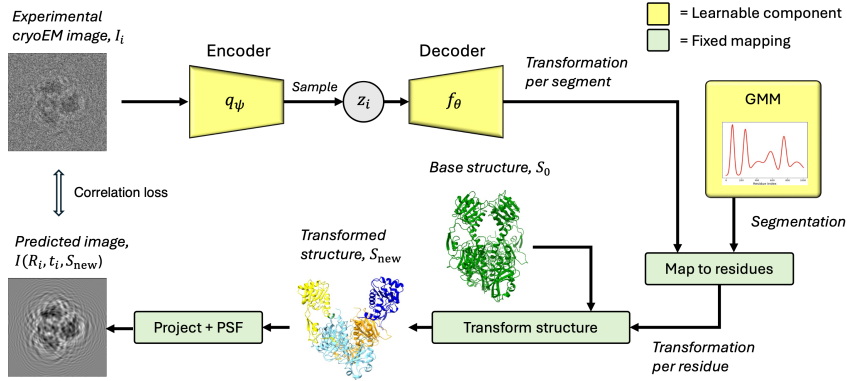 Experimental
cryoEM image, I_i
= Learnable component
= Fixed mapping
Encoder
Decoder
q_ψ
Sample
z_i
f_θ
Transformation
per segment
GMM
Residue index
Correlation loss
Base structure, S_0
Segmentation
Predicted image,
I(R_i, t_i, S_new)
Transformed
structure, S_new
Map to residues
Project + PSF
Transform structure
Transformation
per residue